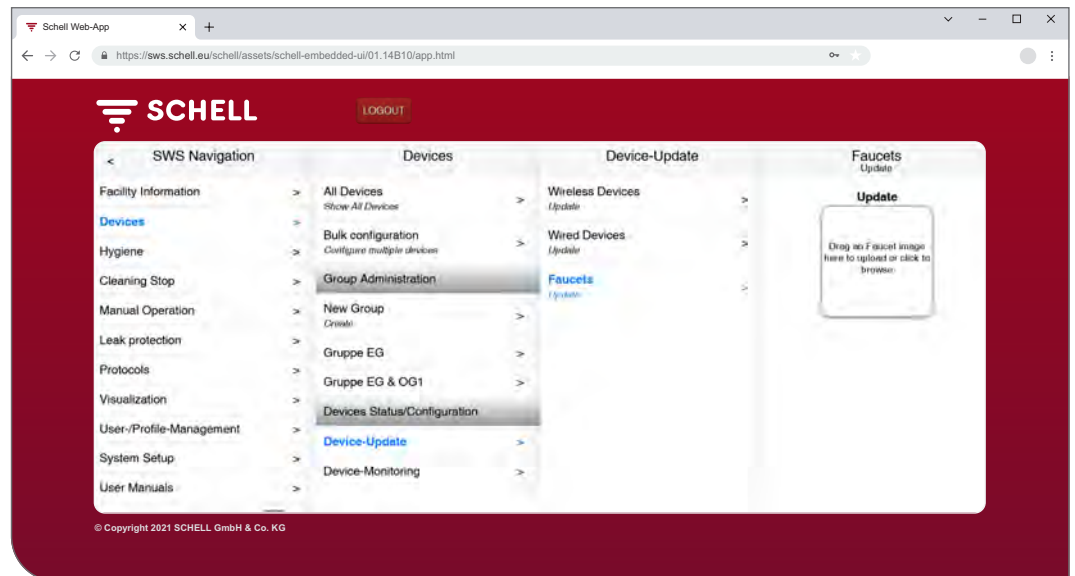 Schell Web-App
https://sws.schell.eu/schell/assets/schell-embedded-ui/01.14B10/app.html
SCHELL
LOGOUT
SWS Navigation
Facility Information
Devices
Hygiene
Cleaning Stop
Manual Operation
Leak protection
Protocols
Visualization
User-/Profile-Management
System Setup
User Manuals
Devices
All Devices
Show All Devices
Bulk configuration
Configure multiple devices
Group Administration
New Group
Create
Gruppe EG
Gruppe EG & OG1
Devices Status/Configuration
Device-Update
Device-Monitoring
Device-Update
Wireless Devices
Update
Wired Devices
Update
Faucets
Update
Faucets
Update
Update
Drag an Faucet image
here to upload or click to
browse
© Copyright 2021 SCHELL GmbH & Co. KG